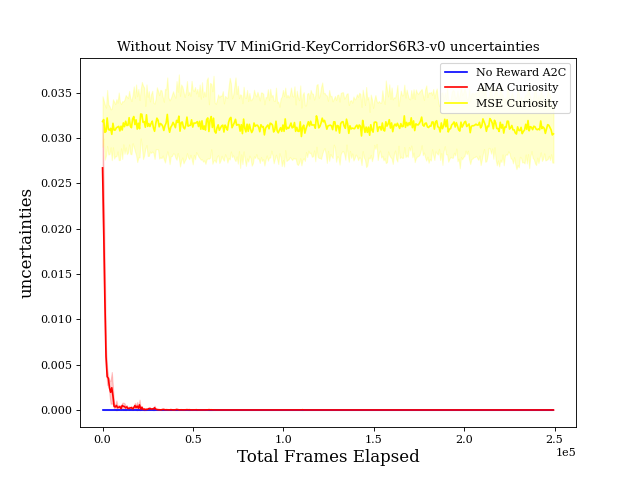 Without Noisy TV MiniGrid-KeyCorridorS6R3-v0 uncertainties
No Reward A2C
AMA Curiosity
MSE Curiosity
uncertainties
0.035
0.030
0.025
0.020
0.015
0.010
0.005
0.000
0.0 0.5 1.0 1.5 2.0 2.5
1e5
Total Frames Elapsed